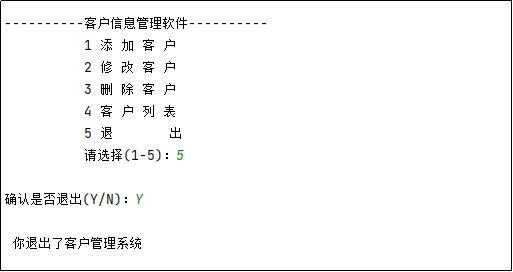 ----------客户信息管理软件----------
1 添 加 客 户
2 修 改 客 户
3 删 除 客 户
4 客 户 列 表
5 退       出
请选择(1-5): 5
确认是否退出(Y/N): Y
你退出了客户管理系统